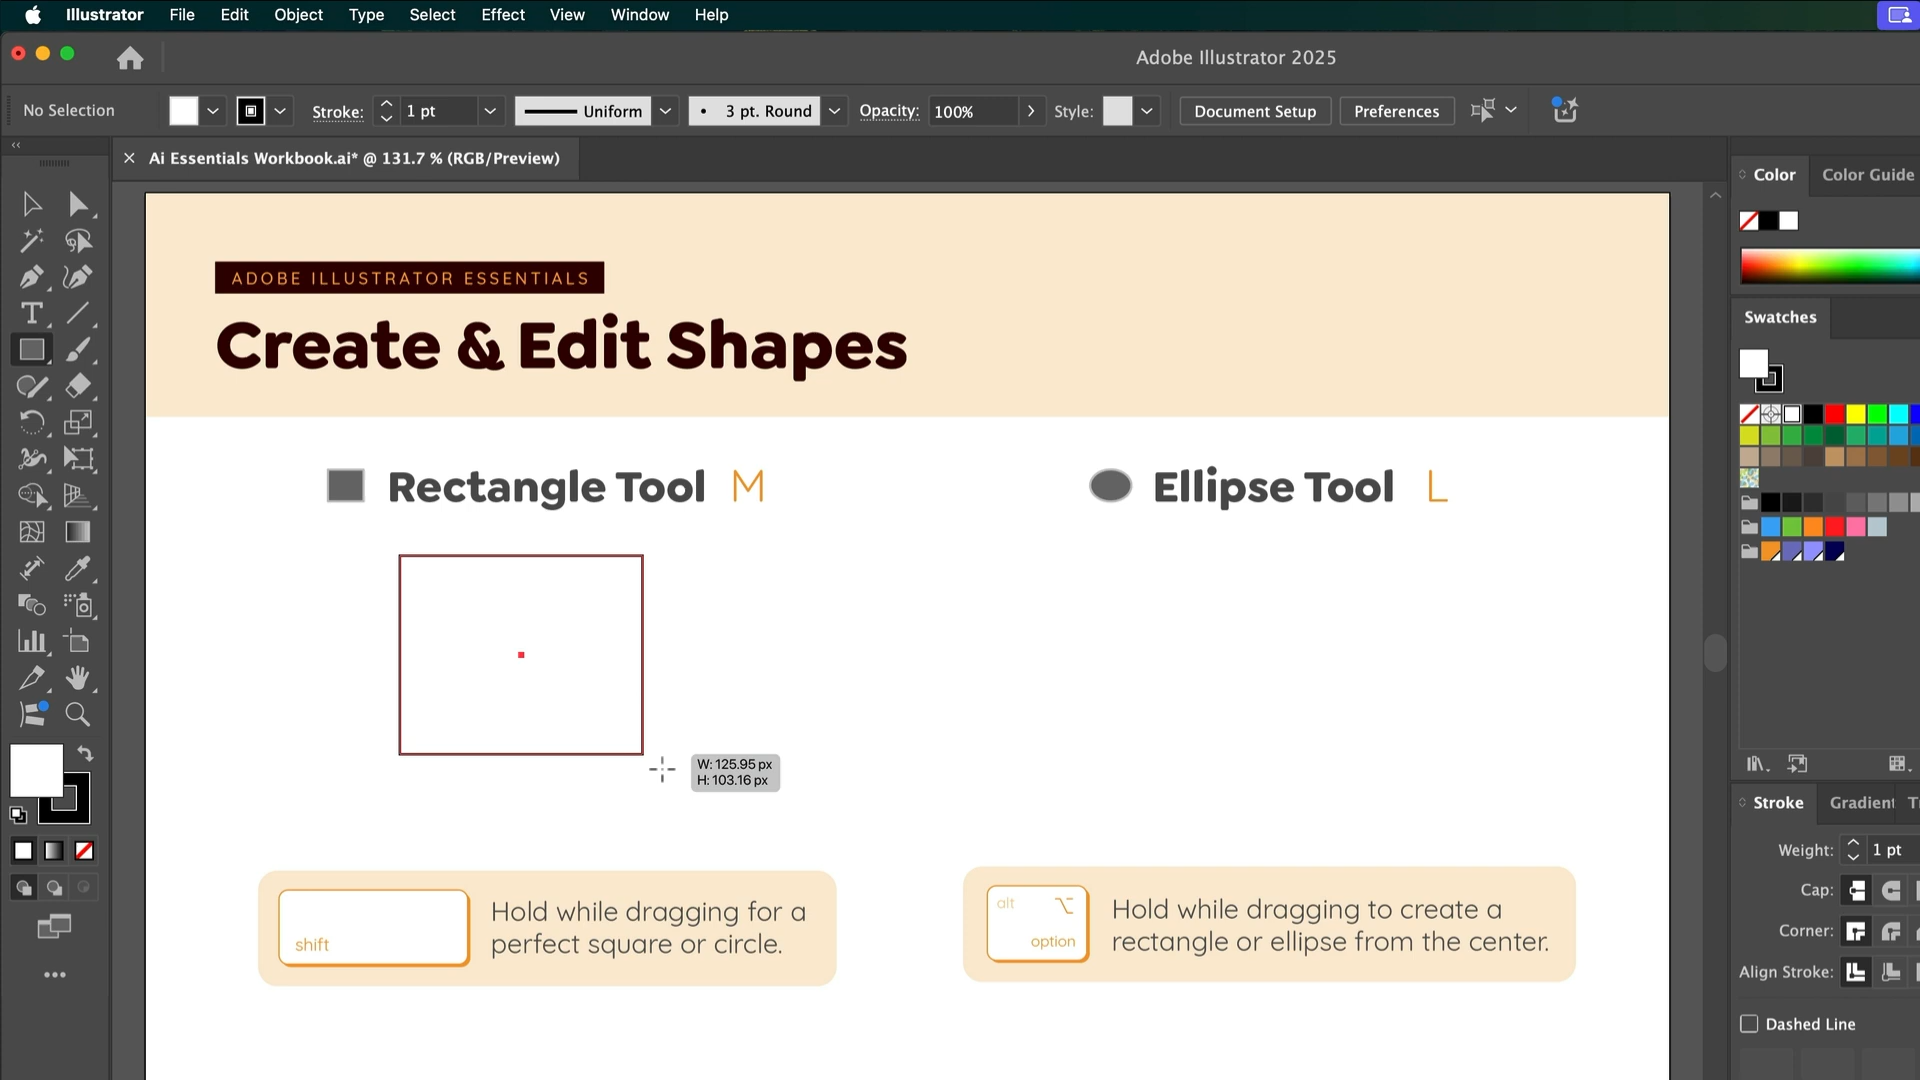 Illustrator File Edit Object Type Select Effect View Window Help
Adobe Illustrator 2025
No Selection
Stroke: 1 pt
Uniform
3 pt. Round
Opacity: 100%
Style:
Document Setup
Preferences
Ai Essentials Workbook.ai* @ 131.7 % (RGB/Preview)
Color Color Guide
ADOBE ILLUSTRATOR ESSENTIALS
Create & Edit Shapes
Swatches
Rectangle Tool M
Ellipse Tool L
W: 125.95 px
H: 103.16 px
Stroke Gradient
Weight: 1 pt
Cap:
Corner:
Align Stroke:
Dashed Line
shift
Hold while dragging for a
perfect square or circle.
alt
option
Hold while dragging to create a
rectangle or ellipse from the center.